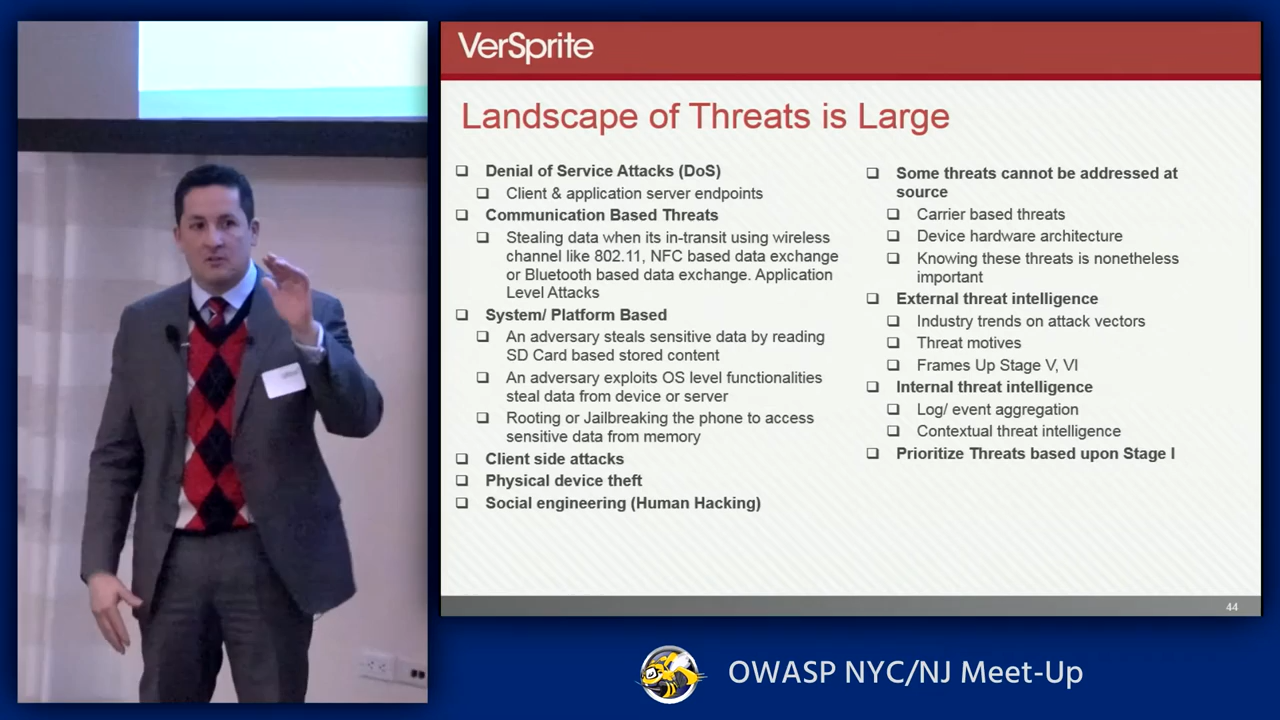 VerSprite
Landscape of Threats is Large
Denial of Service Attacks (DoS)
Client & application server endpoints
Communication Based Threats
Stealing data when its in-transit using wireless
channel like 802.11, NFC based data exchange
or Bluetooth based data exchange. Application
Level Attacks
System/ Platform Based
An adversary steals sensitive data by reading
SD Card based stored content
An adversary exploits OS level functionalities
steal data from device or server
Rooting or Jailbreaking the phone to access
sensitive data from memory
Client side attacks
Physical device theft
Social engineering (Human Hacking)
Some threats cannot be addressed at
source
Carrier based threats
Device hardware architecture
Knowing these threats is nonetheless
important
External threat intelligence
Industry trends on attack vectors
Threat motives
Frames Up Stage V, VI
Internal threat intelligence
Log/ event aggregation
Contextual threat intelligence
Prioritize Threats based upon Stage I
44
OWASP NYC/NJ Meet-Up